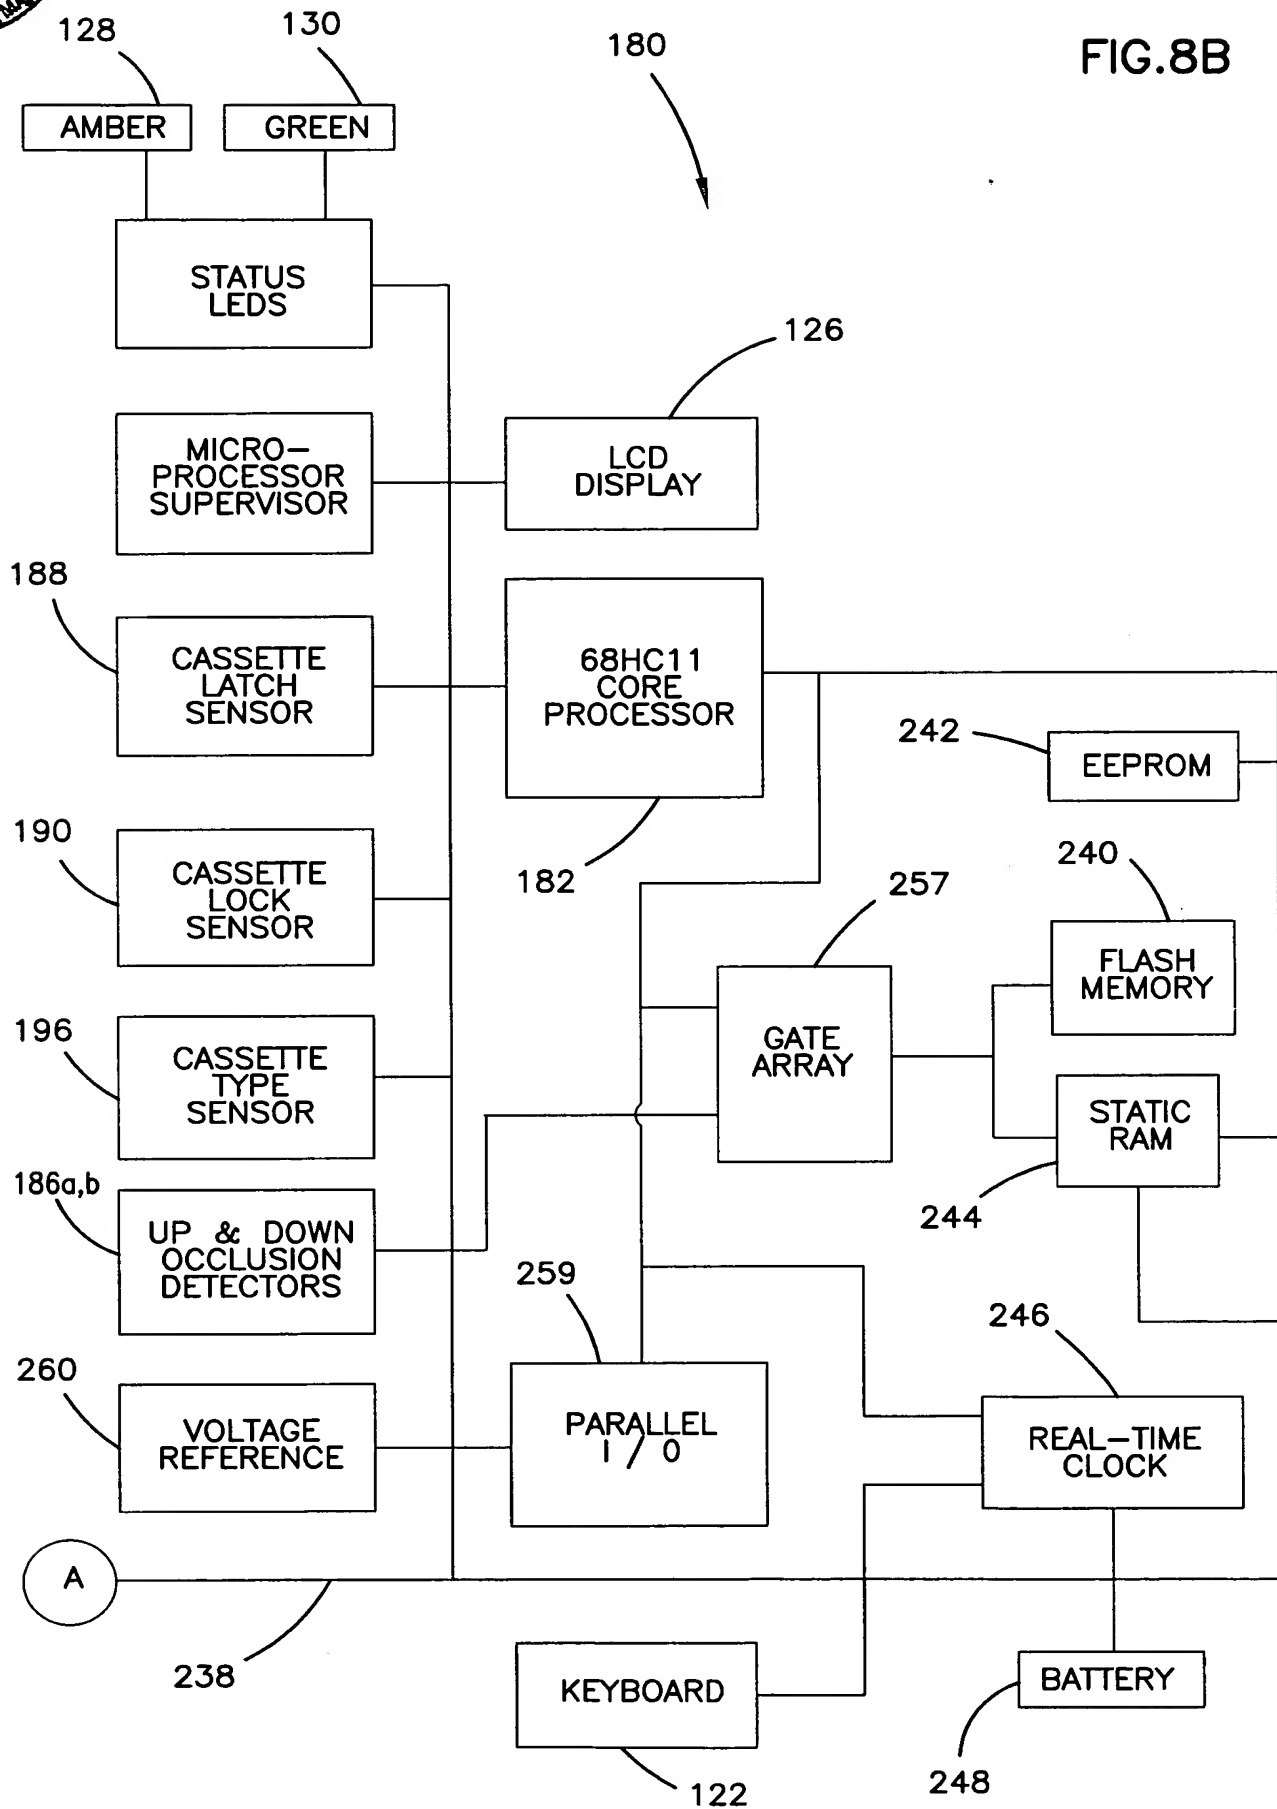 128
130
180
FIG.8B
AMBER
GREEN
STATUS
LEDS
126
MICRO-
PROCESSOR
SUPERVISOR
LCD
DISPLAY
188
CASSETTE
LATCH
SENSOR
68HC11
CORE
PROCESSOR
242
EEPROM
190
CASSETTE
LOCK
SENSOR
182
257
240
FLASH
MEMORY
196
CASSETTE
TYPE
SENSOR
GATE
ARRAY
STATIC
RAM
244
186a,b
UP & DOWN
OCCLUSION
DETECTORS
259
246
260
VOLTAGE
REFERENCE
PARALLEL
I / O
REAL-TIME
CLOCK
A
238
KEYBOARD
BATTERY
122
248